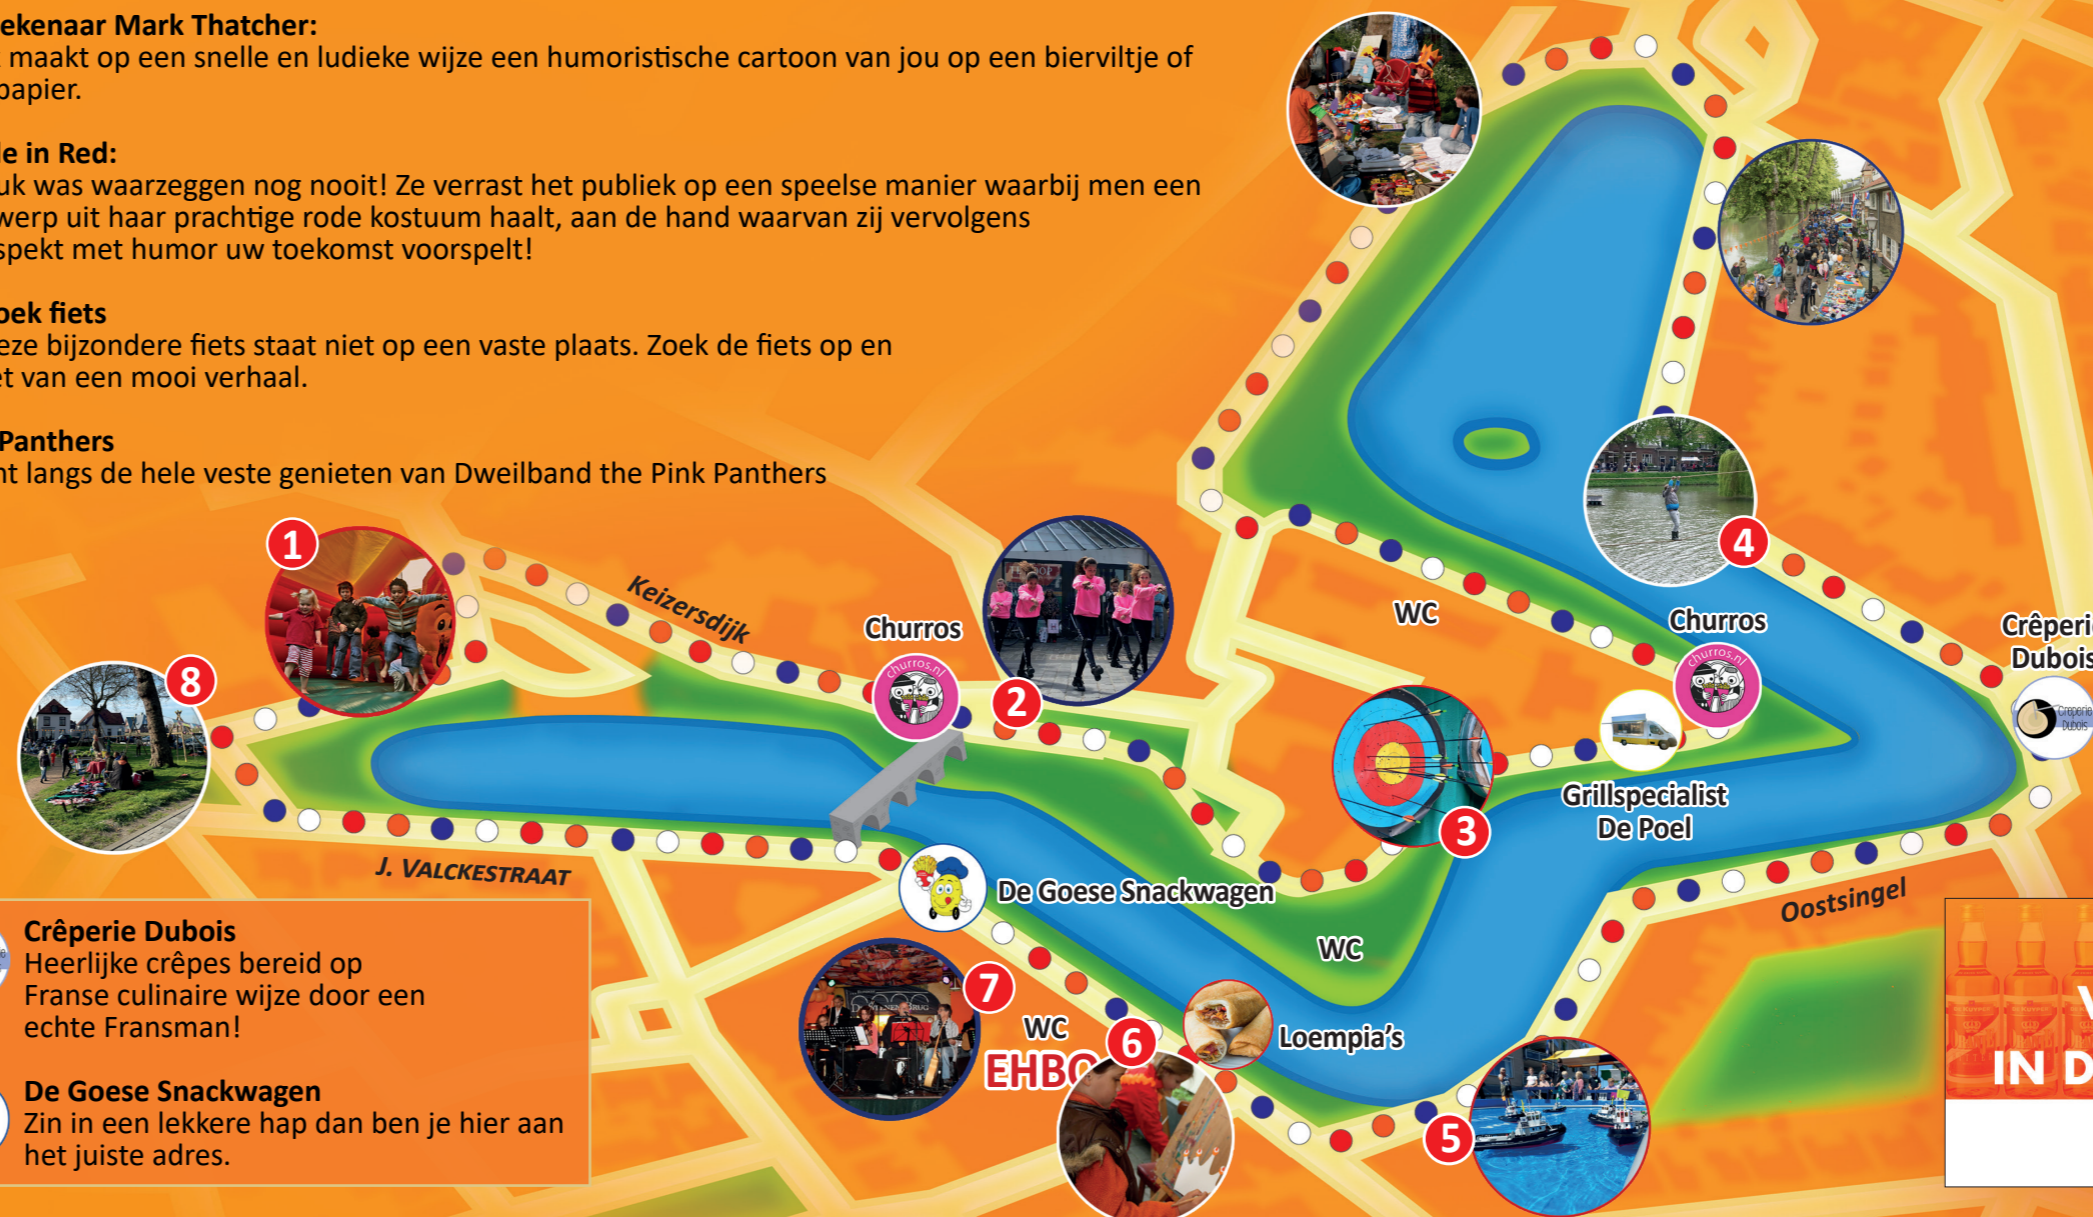 ekenaar Mark Thatcher:
maakt op een snelle en ludieke wijze een humoristische cartoon van jou op een bierviltje of
papier.
le in Red:
uk was waarzeggen nog nooit! Ze verrast het publiek op een speelse manier waarbij men een
werp uit haar prachtige rode kostuum haalt, aan de hand waarvan zij vervolgens
spekt met humor uw toekomst voorspelt!
oek fiets
eze bijzondere fiets staat niet op een vaste plaats. Zoek de fiets op en
et van een mooi verhaal.
Panthers
nt langs de hele veste genieten van Dweilband the Pink Panthers
1
Keizersdijk
Churros
churros.nl
2
WC
4
Churros
churros.nl
Crêperie
Dubois
Crêperie
Dubois
8
3
Grillspecialist
De Poel
J. VALCKESTRAAT
De Goese Snackwagen
WC
Oostsingel
7
WC
EHBO
6
Loempia's
5
Crêperie Dubois
Heerlijke crêpes bereid op
Franse culinaire wijze door een
echte Fransman!
De Goese Snackwagen
Zin in een lekkere hap dan ben je hier aan
het juiste adres.
IN D